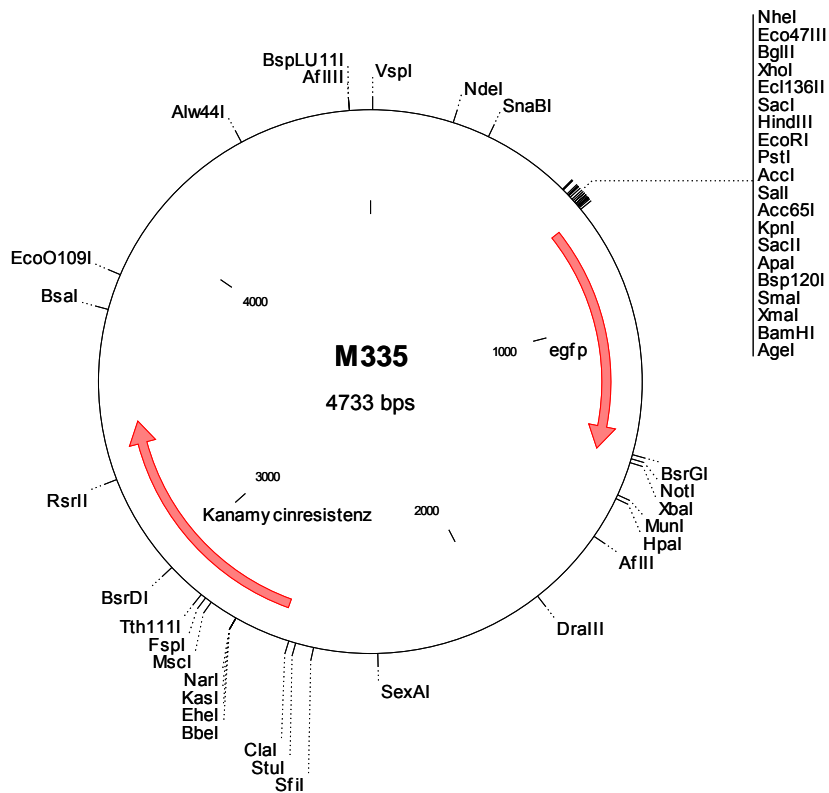 NheI
Eco47III
BglII
XhoI
Ecl136II
SacI
HindIII
EcoRI
PstI
AccI
SalI
Acc65I
KpnI
SacII
ApaI
Bsp120I
SmaI
XmaI
BamHI
AgeI
BspLU11I
AflIII
VspI
NdeI
SnaBI
Alw44I
EcoO109I
BsaI
4000
M335
4733 bps
1000
egfp
3000
Kanamycinresistenz
2000
BsrGI
NotI
XbaI
MunI
HpaI
AflII
RsrII
BsrDI
Tth111I
FspI
MscI
NarI
KasI
EheI
BbeI
ClaI
StuI
SfiI
SexAI
DraIII